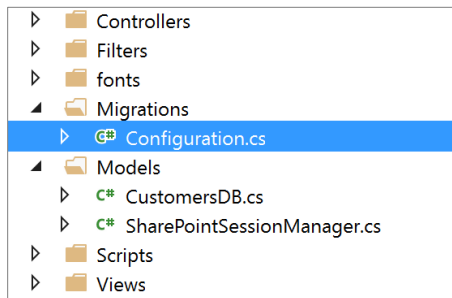 Controllers
Filters
fonts
Migrations
C# Configuration.cs
Models
C# CustomersDB.cs
C# SharePointSessionManager.cs
Scripts
Views